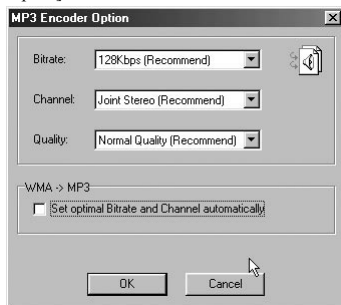 MP3 Encoder Option
Bitrate: 128Kbps (Recommend)
Channel: Joint Stereo (Recommend)
Quality: Normal Quality (Recommend)
WMA -> MP3
Set optimal Bitrate and Channel automatically
OK Cancel